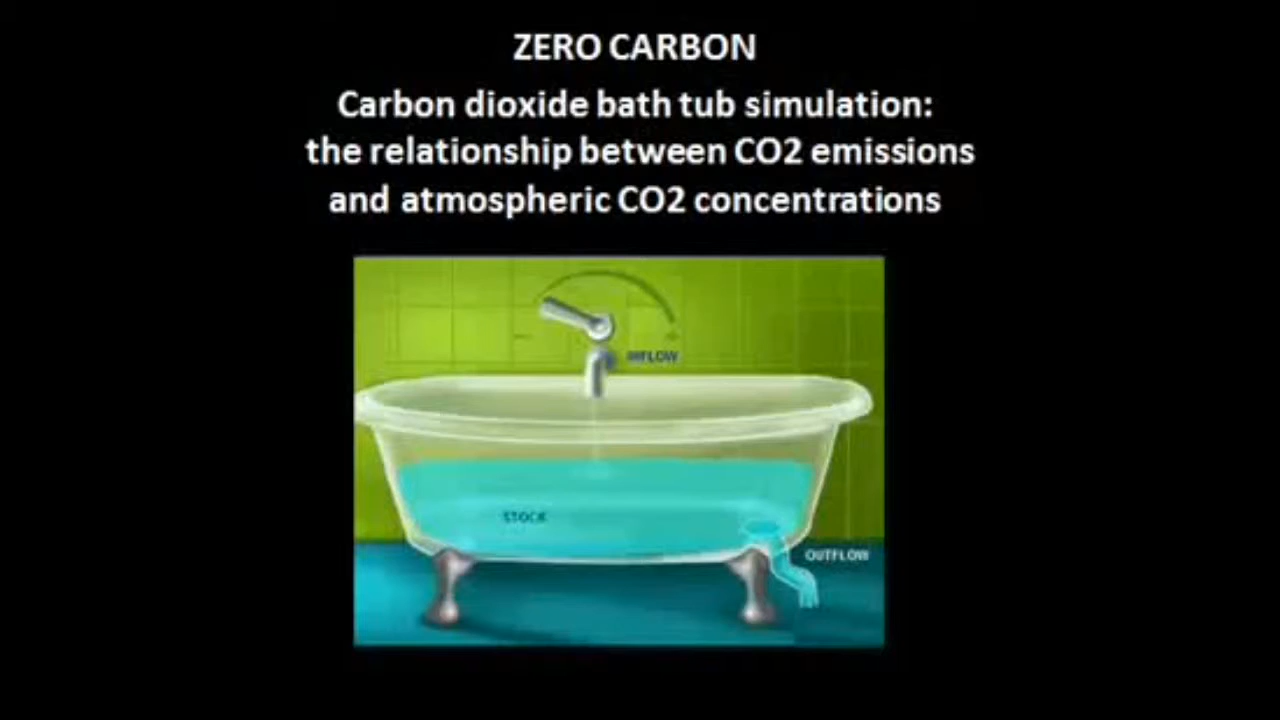 ZERO CARBON
Carbon dioxide bath tub simulation:
the relationship between CO2 emissions
and atmospheric CO2 concentrations
INFLOW
STOCK
OUTFLOW